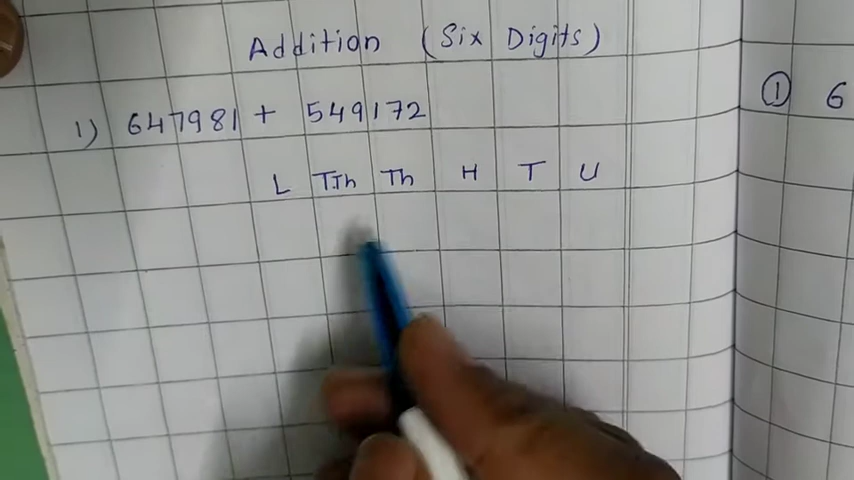 Addition (Six Digits)
1) 647981 + 549172
L TTh Th H T U
① 6